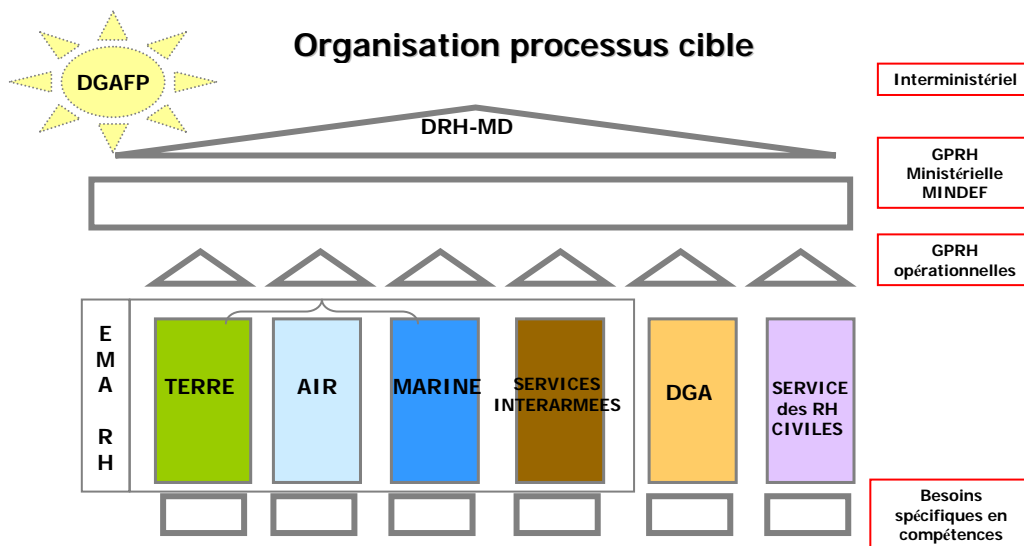 Organisation processus cible
DGAFP
Interministériel
DRH-MD
GPRH
Ministérielle
MINDEF
GPRH
opérationnelles
E
M
A
R
H
TERRE
AIR
MARINE
SERVICES
INTERARMEES
DGA
SERVICE
des RH
CIVILES
Besoins
spécifiques en
compétences